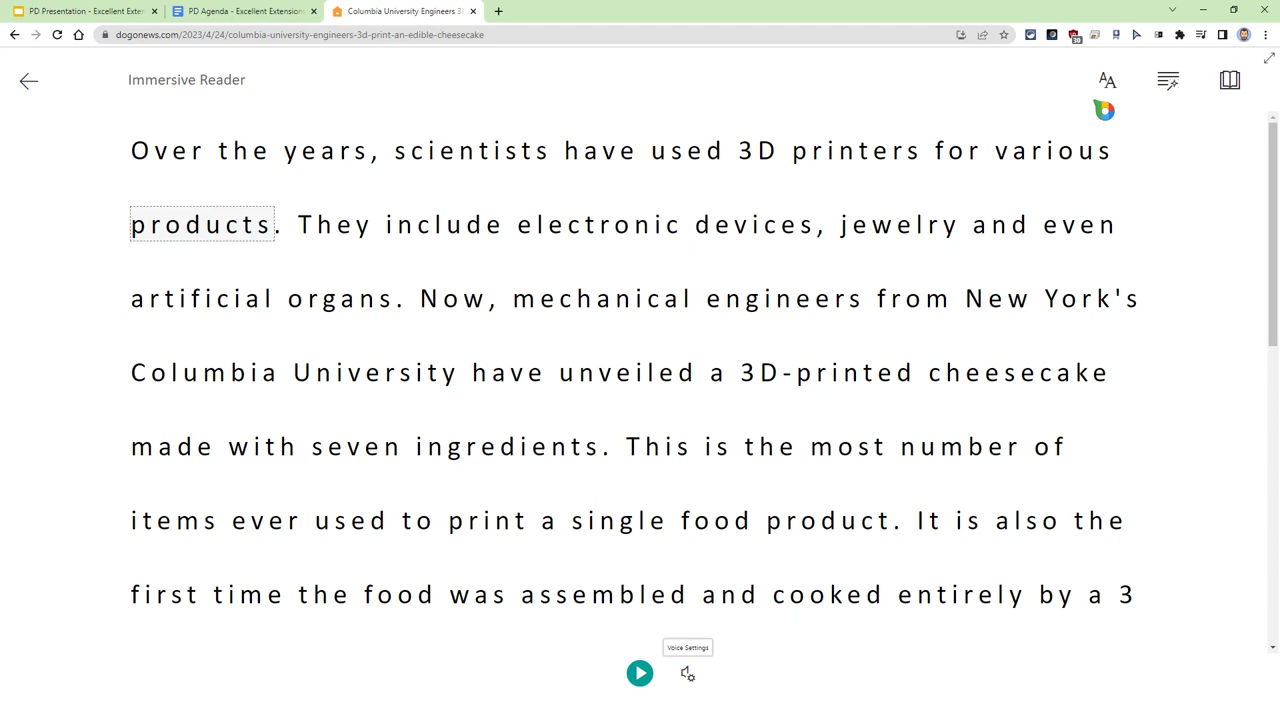 PD Presentation - Excellent Exten
PD Agenda - Excellent Extension
Columbia University Engineers 3
dogonews.com/2023/4/24/columbia-university-engineers-3d-print-an-edible-cheesecake
30
Immersive Reader
Over the years, scientists have used 3D printers for various
products. They include electronic devices, jewelry and even
artificial organs. Now, mechanical engineers from New York's
Columbia University have unveiled a 3D-printed cheesecake
made with seven ingredients. This is the most number of
items ever used to print a single food product. It is also the
first time the food was assembled and cooked entirely by a 3
Voice Settings